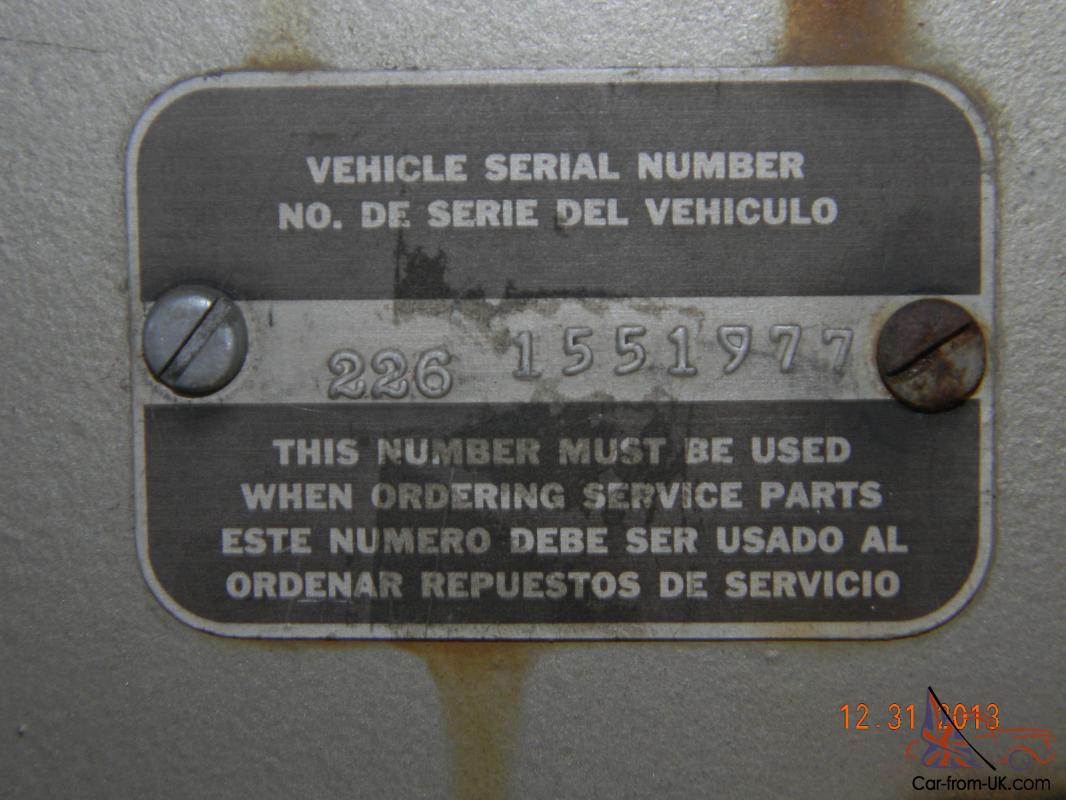 VEHICLE SERIAL NUMBER
NO. DE SERIE DEL VEHICULO
226 1551977
THIS NUMBER MUST BE USED
WHEN ORDERING SERVICE PARTS
ESTE NUMERO DEBE SER USADO AL
ORDENAR REPUESTOS DE SERVICIO
12.31.2013
Car-from-UK.com